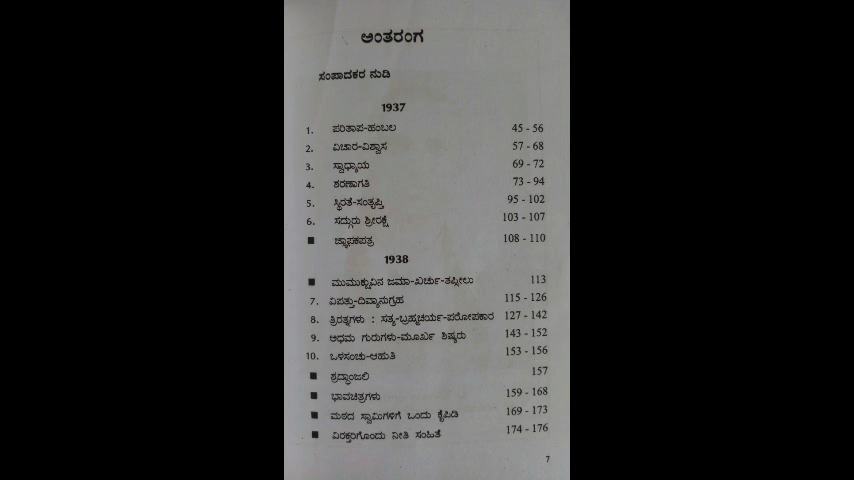 ಅಂತರಂಗ
ಸಂಪಾದಕರ ನುಡಿ
1937
1. ಪರಿತಾಪ-ಹಂಬಲ 45 - 56
2. ವಿಚಾರ-ವಿಶ್ವಾಸ 57 - 68
3. ಸ್ವಾಧ್ಯಾಯ 69 - 72
4. ಶರಣಾಗತಿ 73 - 94
5. ಸ್ಥಿರತೆ-ಸಂತೃಪ್ತಿ 95 - 102
6. ಸದ್ಗುರು ಶ್ರೀರಕ್ಷೆ 103 - 107
■ ಜ್ಞಾಪಕಪತ್ರ 108 - 110
1938
■ ಮುಮುಕ್ಷುವಿನ ಜಮಾ-ಖರ್ಚು-ತಪ್ಶೀಲು 113
7. ವಿಪತ್ತು-ದಿವ್ಯಾನುಗ್ರಹ 115 - 126
8. ತ್ರಿರತ್ನಗಳು : ಸತ್ಯ-ಬ್ರಹ್ಮಚರ್ಯ-ಪರೋಪಕಾರ 127 - 142
9. ಅಧಮ ಗುರುಗಳು-ಮೂರ್ಖ ಶಿಷ್ಯರು 143 - 152
10. ಒಳಸಂಚು-ಆಹುತಿ 153 - 156
■ ಶ್ರದ್ಧಾಂಜಲಿ 157
■ ಭಾವಚಿತ್ರಗಳು 159 - 168
■ ಮಠದ ಸ್ವಾಮಿಗಳಿಗೆ ಒಂದು ಕೈಪಿಡಿ 169 - 173
■ ವಿರಕ್ತರಿಗೊಂದು ನೀತಿ ಸಂಹಿತೆ 174 - 176
7